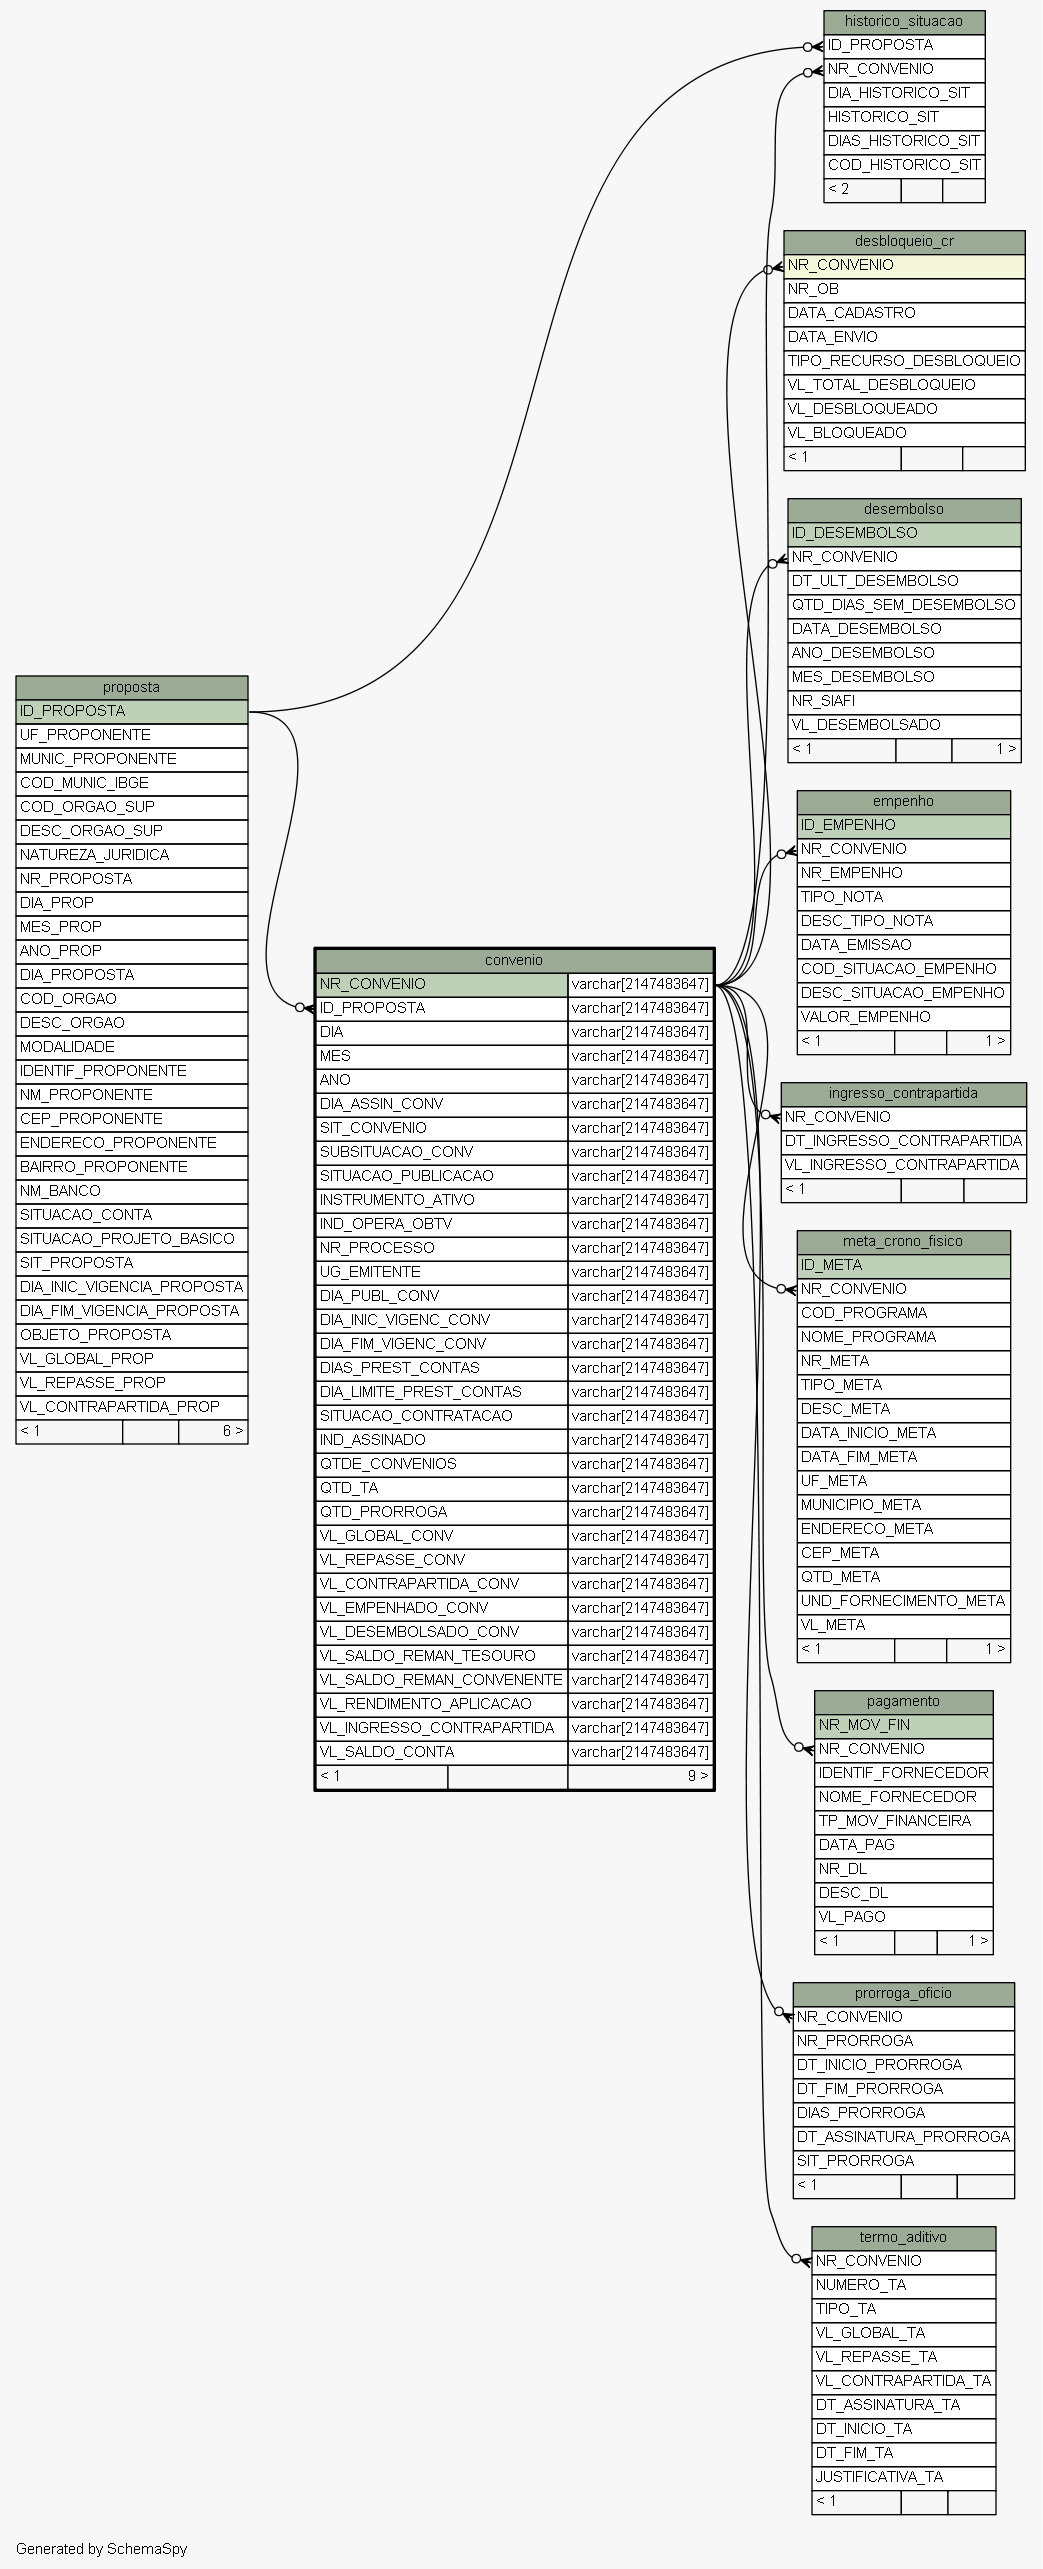 historico_situacao
ID_PROPOSTA
NR_CONVENIO
DIA_HISTORICO_SIT
HISTORICO_SIT
DIAS_HISTORICO_SIT
COD_HISTORICO_SIT
< 2
desbloqueio_cr
NR_CONVENIO
NR_OB
DATA_CADASTRO
DATA_ENVIO
TIPO_RECURSO_DESBLOQUEIO
VL_TOTAL_DESBLOQUEIO
VL_DESBLOQUEADO
VL_BLOQUEADO
< 1
desembolso
ID_DESEMBOLSO
NR_CONVENIO
DT_ULT_DESEMBOLSO
QTD_DIAS_SEM_DESEMBOLSO
DATA_DESEMBOLSO
ANO_DESEMBOLSO
MES_DESEMBOLSO
NR_SIAFI
VL_DESEMBOLSADO
< 1 1 >
proposta
ID_PROPOSTA
UF_PROPONENTE
MUNIC_PROPONENTE
COD_MUNIC_IBGE
COD_ORGAO_SUP
DESC_ORGAO_SUP
NATUREZA_JURIDICA
NR_PROPOSTA
DIA_PROP
MES_PROP
ANO_PROP
DIA_PROPOSTA
COD_ORGAO
DESC_ORGAO
MODALIDADE
IDENTIF_PROPONENTE
NM_PROPONENTE
CEP_PROPONENTE
ENDERECO_PROPONENTE
BAIRRO_PROPONENTE
NM_BANCO
SITUACAO_CONTA
SITUACAO_PROJETO_BASICO
SIT_PROPOSTA
DIA_INIC_VIGENCIA_PROPOSTA
DIA_FIM_VIGENCIA_PROPOSTA
OBJETO_PROPOSTA
VL_GLOBAL_PROP
VL_REPASSE_PROP
VL_CONTRAPARTIDA_PROP
< 1 6 >
convenio
NR_CONVENIO varchar[2147483647]
ID_PROPOSTA varchar[2147483647]
DIA varchar[2147483647]
MES varchar[2147483647]
ANO varchar[2147483647]
DIA_ASSIN_CONV varchar[2147483647]
SIT_CONVENIO varchar[2147483647]
SUBSITUACAO_CONV varchar[2147483647]
SITUACAO_PUBLICACAO varchar[2147483647]
INSTRUMENTO_ATIVO varchar[2147483647]
IND_OPERA_OBTV varchar[2147483647]
NR_PROCESSO varchar[2147483647]
UG_EMITENTE varchar[2147483647]
DIA_PUBL_CONV varchar[2147483647]
DIA_INIC_VIGENC_CONV varchar[2147483647]
DIA_FIM_VIGENC_CONV varchar[2147483647]
DIAS_PREST_CONTAS varchar[2147483647]
DIA_LIMITE_PREST_CONTAS varchar[2147483647]
SITUACAO_CONTRATACAO varchar[2147483647]
IND_ASSINADO varchar[2147483647]
QTDE_CONVENIOS varchar[2147483647]
QTD_TA varchar[2147483647]
QTD_PRORROGA varchar[2147483647]
VL_GLOBAL_CONV varchar[2147483647]
VL_REPASSE_CONV varchar[2147483647]
VL_CONTRAPARTIDA_CONV varchar[2147483647]
VL_EMPENHADO_CONV varchar[2147483647]
VL_DESEMBOLSADO_CONV varchar[2147483647]
VL_SALDO_REMAN_TESOURO varchar[2147483647]
VL_SALDO_REMAN_CONVENENTE varchar[2147483647]
VL_RENDIMENTO_APLICACAO varchar[2147483647]
VL_INGRESSO_CONTRAPARTIDA varchar[2147483647]
VL_SALDO_CONTA varchar[2147483647]
< 1 9 >
empenho
ID_EMPENHO
NR_CONVENIO
NR_EMPENHO
TIPO_NOTA
DESC_TIPO_NOTA
DATA_EMISSAO
COD_SITUACAO_EMPENHO
DESC_SITUACAO_EMPENHO
VALOR_EMPENHO
< 1 1 >
ingresso_contrapartida
NR_CONVENIO
DT_INGRESSO_CONTRAPARTIDA
VL_INGRESSO_CONTRAPARTIDA
< 1
meta_crono_fisico
ID_META
NR_CONVENIO
COD_PROGRAMA
NOME_PROGRAMA
NR_META
TIPO_META
DESC_META
DATA_INICIO_META
DATA_FIM_META
UF_META
MUNICIPIO_META
ENDERECO_META
CEP_META
QTD_META
UND_FORNECIMENTO_META
VL_META
< 1 1 >
pagamento
NR_MOV_FIN
NR_CONVENIO
IDENTIF_FORNECEDOR
NOME_FORNECEDOR
TP_MOV_FINANCEIRA
DATA_PAG
NR_DL
DESC_DL
VL_PAGO
< 1 1 >
prorroga_oficio
NR_CONVENIO
NR_PRORROGA
DT_INICIO_PRORROGA
DT_FIM_PRORROGA
DIAS_PRORROGA
DT_ASSINATURA_PRORROGA
SIT_PRORROGA
< 1
termo_aditivo
NR_CONVENIO
NUMERO_TA
TIPO_TA
VL_GLOBAL_TA
VL_REPASSE_TA
VL_CONTRAPARTIDA_TA
DT_ASSINATURA_TA
DT_INICIO_TA
DT_FIM_TA
JUSTIFICATIVA_TA
< 1
Generated by SchemaSpy